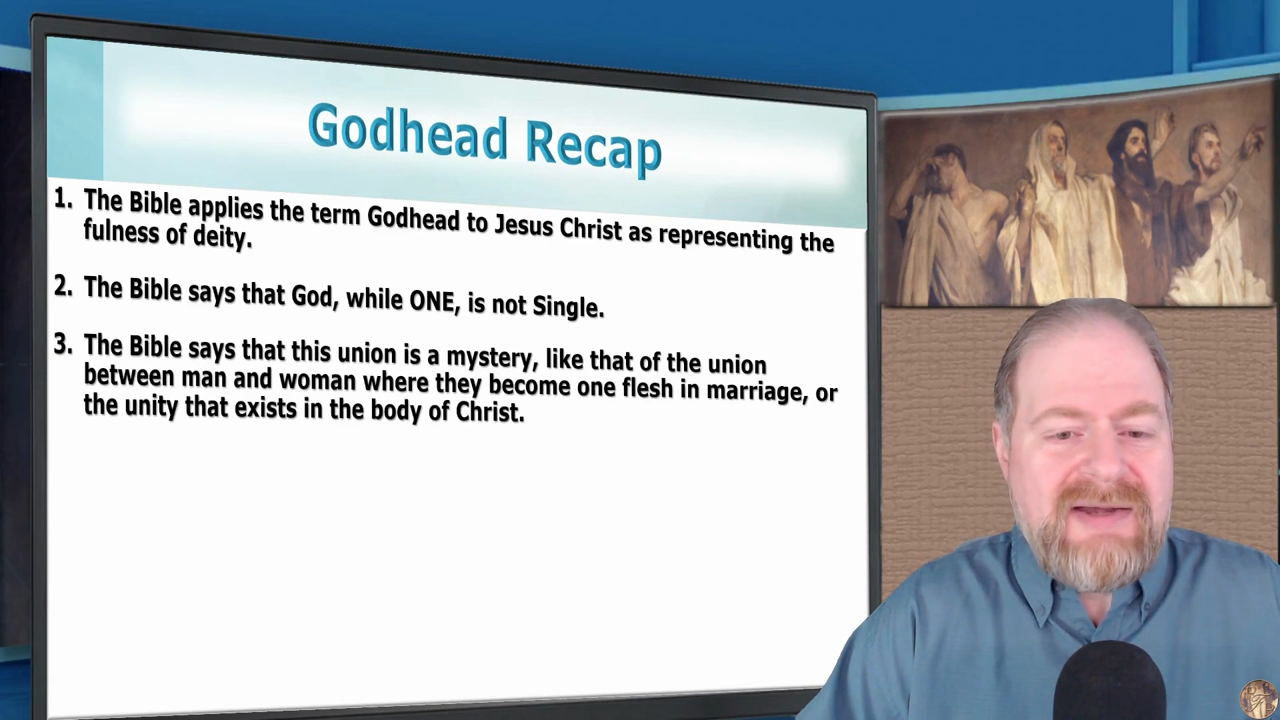 Godhead Recap
1. The Bible applies the term Godhead to Jesus Christ as representing the
fulness of deity.
2. The Bible says that God, while ONE, is not Single.
3. The Bible says that this union is a mystery, like that of the union
between man and woman where they become one flesh in marriage, or
the unity that exists in the body of Christ.